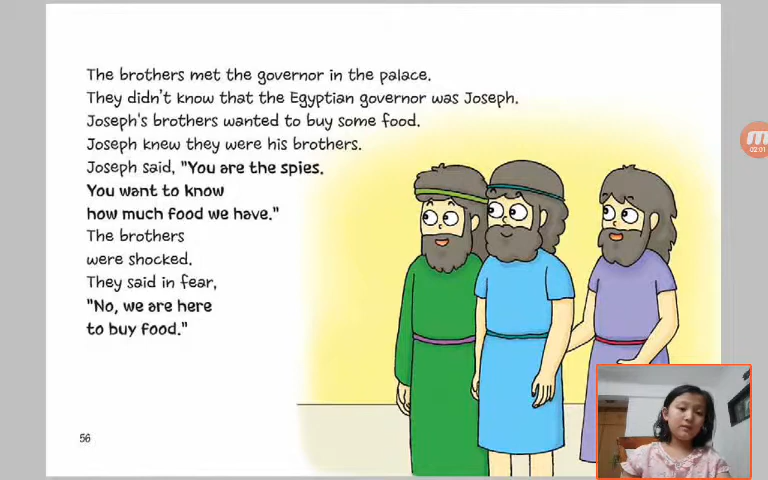 The brothers met the governor in the palace.
They didn't know that the Egyptian governor was Joseph.
Joseph's brothers wanted to buy some food.
Joseph knew they were his brothers.
Joseph said, "You are the spies.
You want to know
how much food we have."
The brothers
were shocked.
They said in fear,
"No, we are here
to buy food."
56
02:01